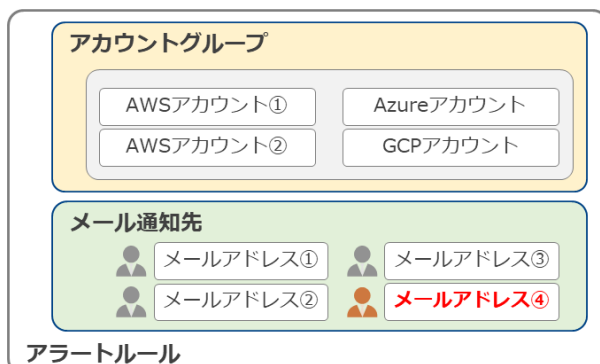 アカウントグループ
AWSアカウント① Azureアカウント
AWSアカウント② GCPアカウント
メール通知先
メールアドレス① メールアドレス③
メールアドレス② メールアドレス④
アラートルール